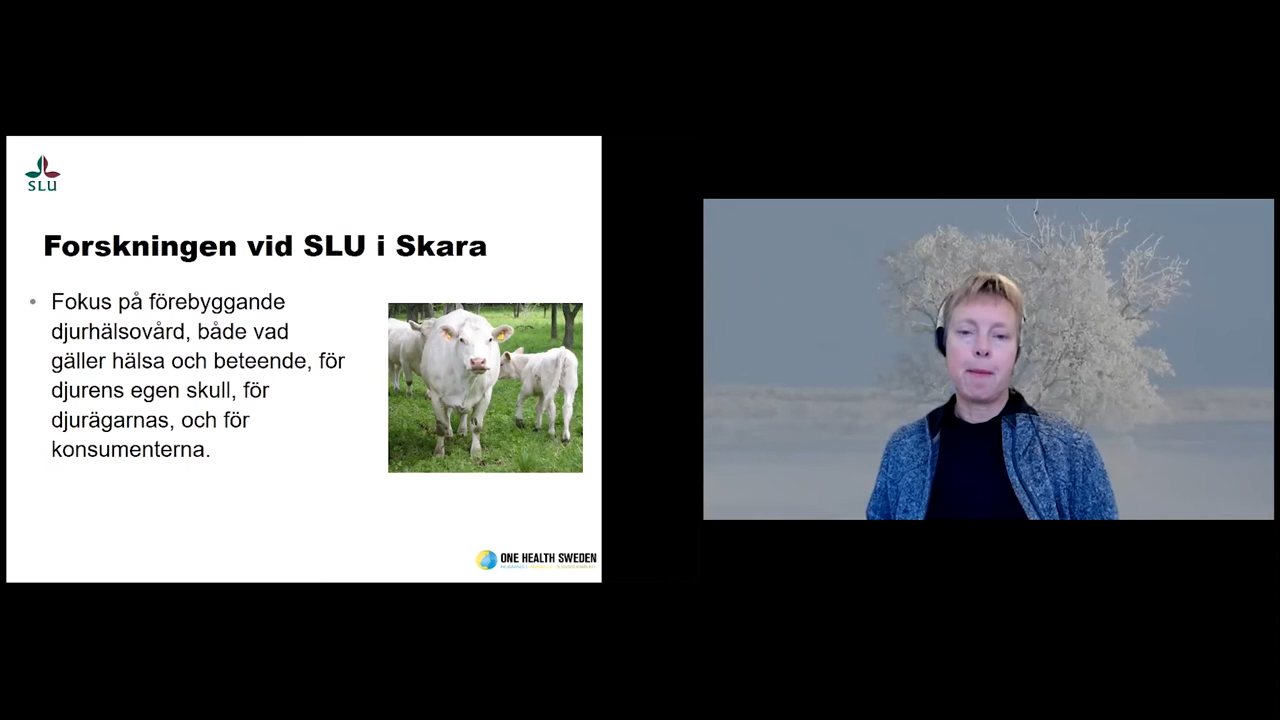 SLU
Forskningen vid SLU i Skara
• Fokus på förebyggande
djurhälsovård, både vad
gäller hälsa och beteende, för
djurens egen skull, för
djurägarnas, och för
konsumenterna.
ONE HEALTH SWEDEN